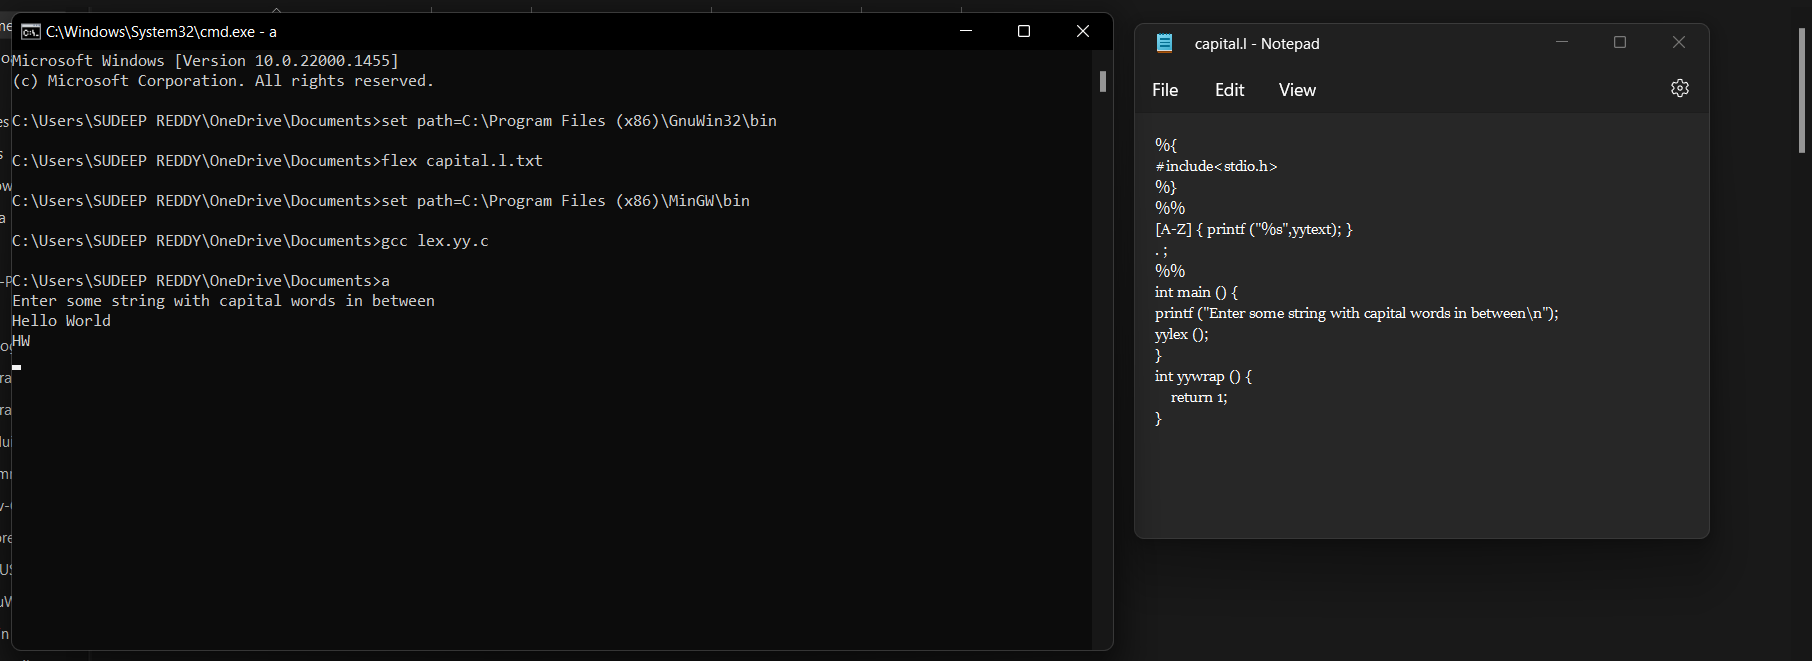 C:\Windows\System32\cmd.exe - a
Microsoft Windows [Version 10.0.22000.1455]
(c) Microsoft Corporation. All rights reserved.
C:\Users\SUDEEP REDDY\OneDrive\Documents>set path=C:\Program Files (x86)\GnuWin32\bin
C:\Users\SUDEEP REDDY\OneDrive\Documents>flex capital.l.txt
C:\Users\SUDEEP REDDY\OneDrive\Documents>set path=C:\Program Files (x86)\MinGW\bin
C:\Users\SUDEEP REDDY\OneDrive\Documents>gcc lex.yy.c
C:\Users\SUDEEP REDDY\OneDrive\Documents>a
Enter some string with capital words in between
Hello World
HW
capital.l - Notepad
File Edit View
%{
#include<stdio.h>
%}
%%
[A-Z] { printf ("%s",yytext); }
. ;
%%
int main () {
printf ("Enter some string with capital words in between\n");
yylex ();
}
int yywrap () {
return 1;
}